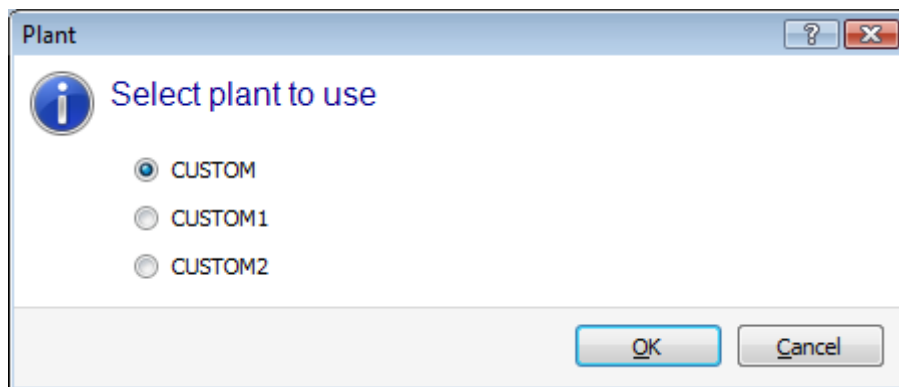 Plant
Select plant to use
CUSTOM
CUSTOM1
CUSTOM2
OK
Cancel